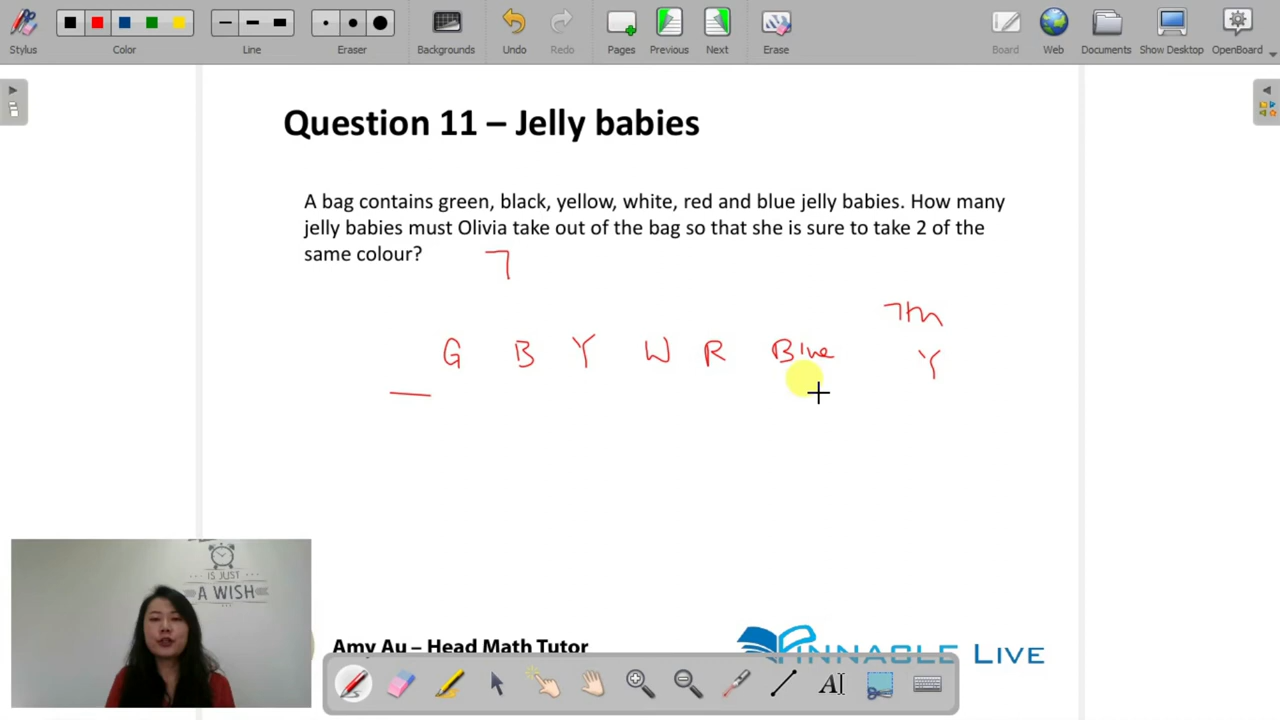 Stylus
Color
Line
Eraser
Backgrounds
Undo
Redo
Pages
Previous
Next
Erase
Board
Web
Documents
Show Desktop
OpenBoard
Question 11 – Jelly babies
A bag contains green, black, yellow, white, red and blue jelly babies. How many
jelly babies must Olivia take out of the bag so that she is sure to take 2 of the
same colour?
7
7th
G B Y W R Blue Y
IS JUST
A WISH
Amy Au – Head Math Tutor
PINNACLE LIVE
AI